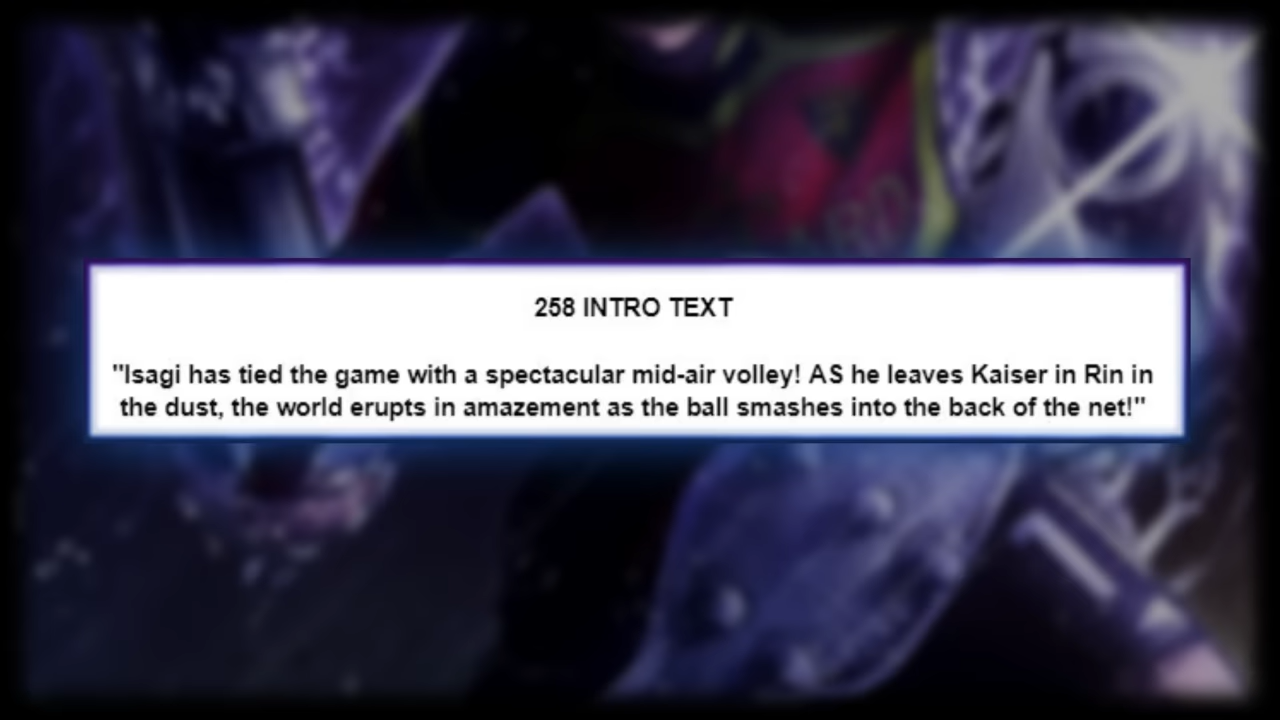 258 INTRO TEXT
"Isagi has tied the game with a spectacular mid-air volley! AS he leaves Kaiser in Rin in
the dust, the world erupts in amazement as the ball smashes into the back of the net!"